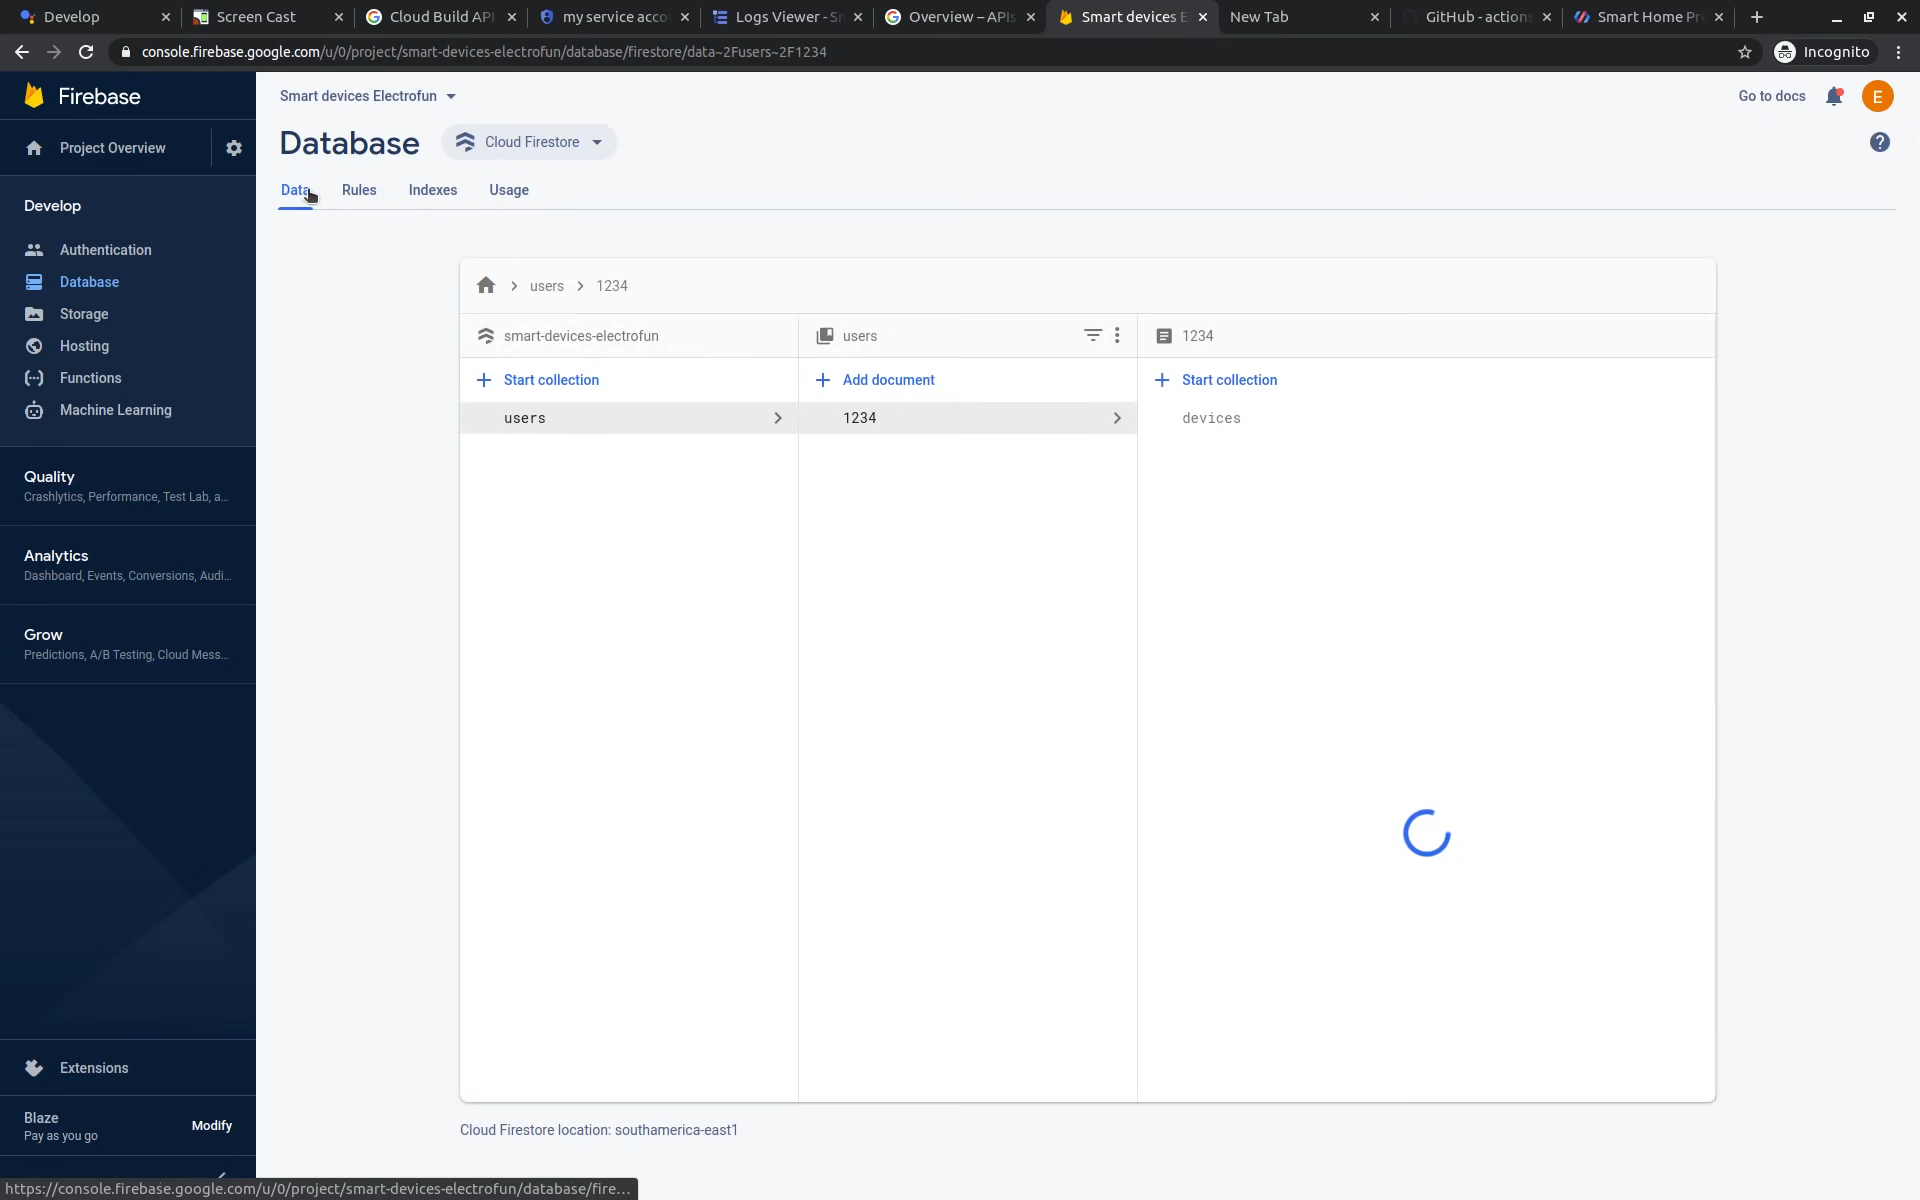 Develop
Screen Cast
Cloud Build API
my service acco
Logs Viewer - S
Overview – APIs
Smart devices E
New Tab
GitHub - actions
Smart Home Pr
console.firebase.google.com/u/0/project/smart-devices-electrofun/database/firestore/data~2Fusers~2F1234
Incognito
Firebase
Smart devices Electrofun
Go to docs
E
Project Overview
Database
Cloud Firestore
Data
Rules
Indexes
Usage
Develop
Authentication
Database
Storage
Hosting
Functions
Machine Learning
Quality
Crashlytics, Performance, Test Lab, a…
Analytics
Dashboard, Events, Conversions, Audi…
Grow
Predictions, A/B Testing, Cloud Mess…
Extensions
Blaze
Pay as you go
Modify
users
1234
smart-devices-electrofun
users
1234
Start collection
Add document
Start collection
users
1234
devices
Cloud Firestore location: southamerica-east1
https://console.firebase.google.com/u/0/project/smart-devices-electrofun/database/fire…